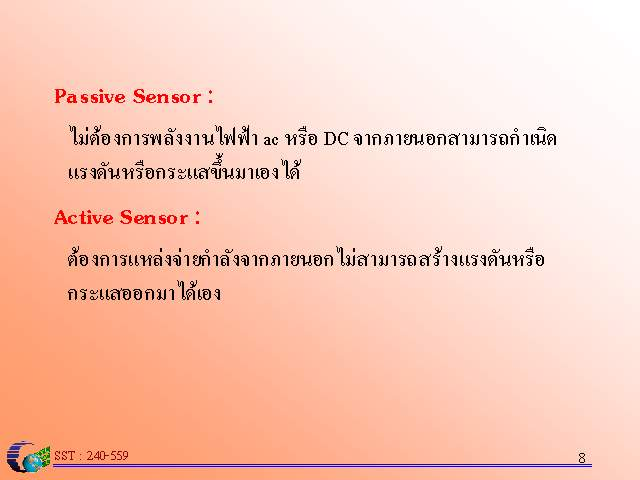 Passive Sensor :
ไม่ต้องการพลังงานไฟฟ้า ac หรือ DC จากภายนอกสามารถกำเนิด
แรงดันหรือกระแสขึ้นมาเองได้
Active Sensor :
ต้องการแหล่งจ่ายกำลังจากภายนอกไม่สามารถสร้างแรงดันหรือ
กระแสออกมาได้เอง
SST : 240-559
8